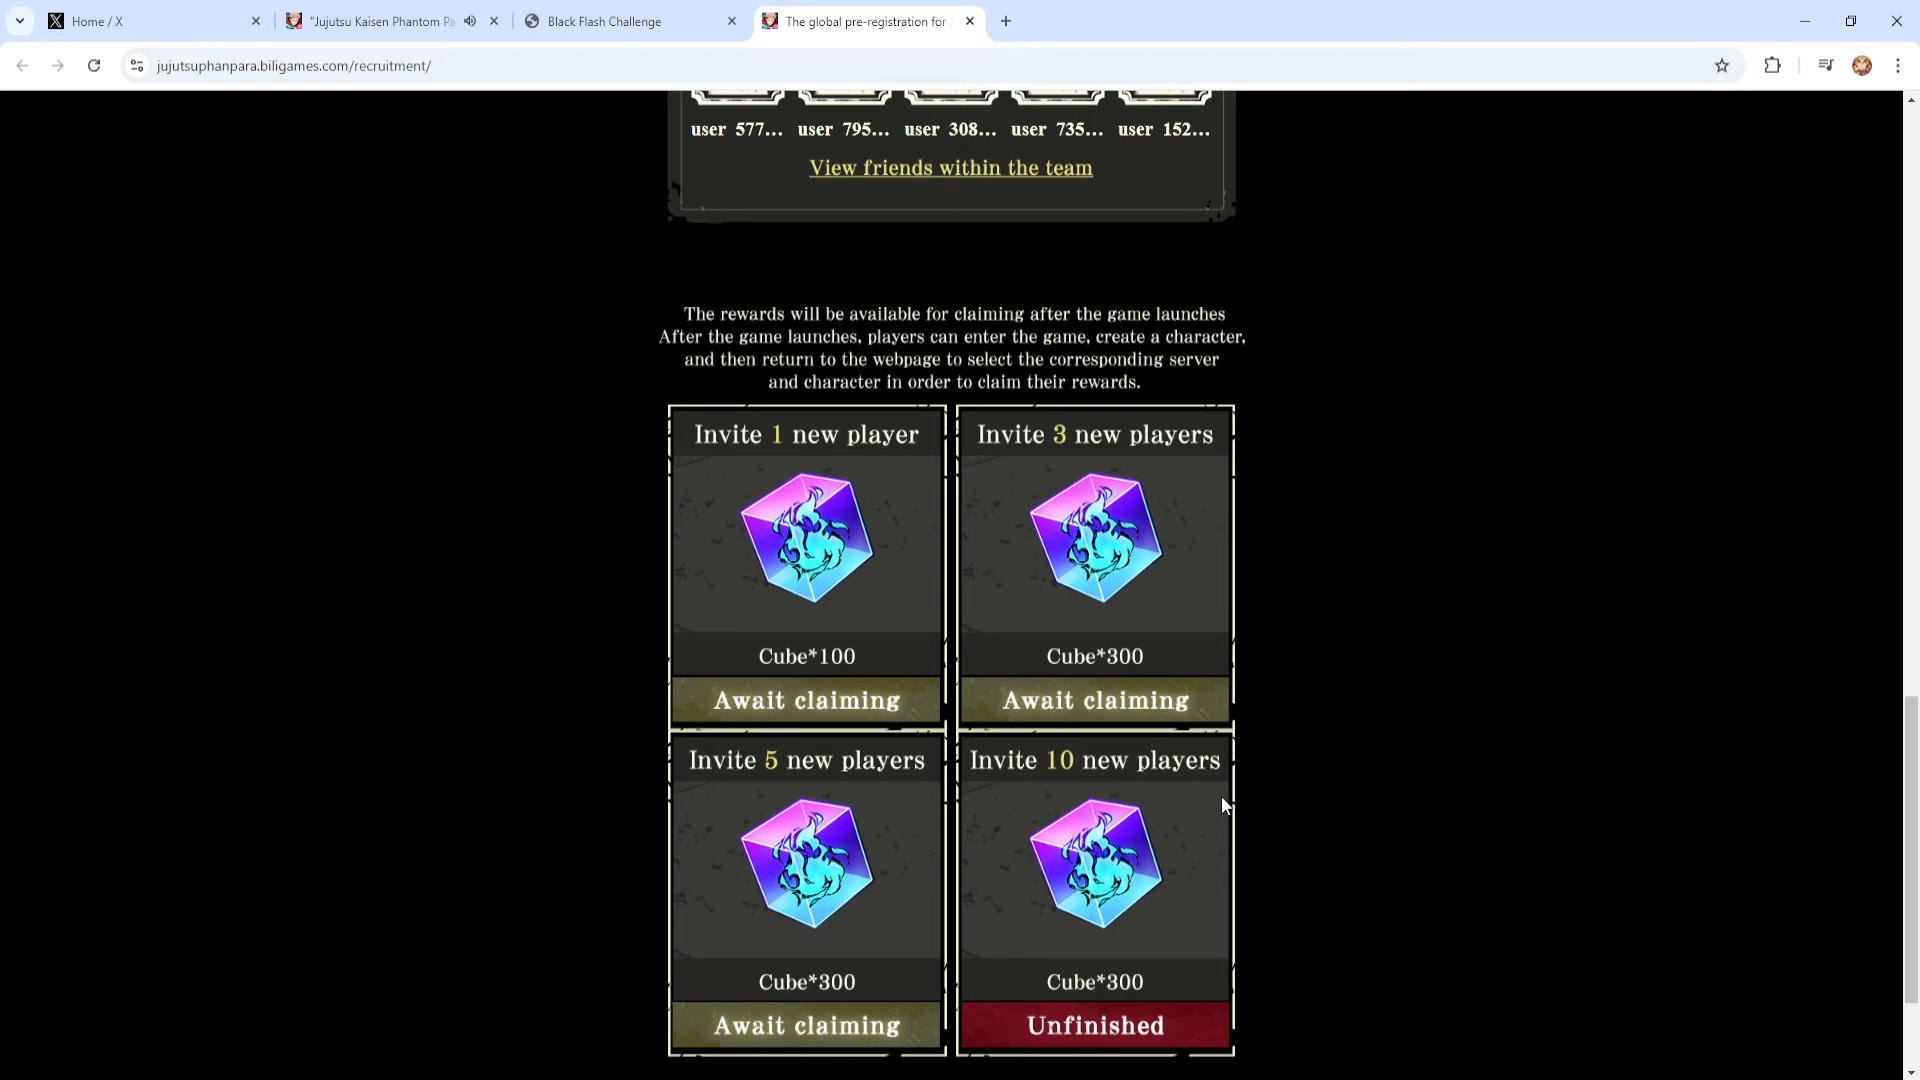 Home / X
"Jujutsu Kaisen Phantom Pa
Black Flash Challenge
The global pre-registration for J
jujutsuphanpara.biligames.com/recruitment/
user 577...
user 795...
user 308...
user 735...
user 152...
View friends within the team
The rewards will be available for claiming after the game launches
After the game launches, players can enter the game, create a character,
and then return to the webpage to select the corresponding server
and character in order to claim their rewards.
Invite 1 new player
Cube*100
Await claiming
Invite 3 new players
Cube*300
Await claiming
Invite 5 new players
Cube*300
Await claiming
Invite 10 new players
Cube*300
Unfinished